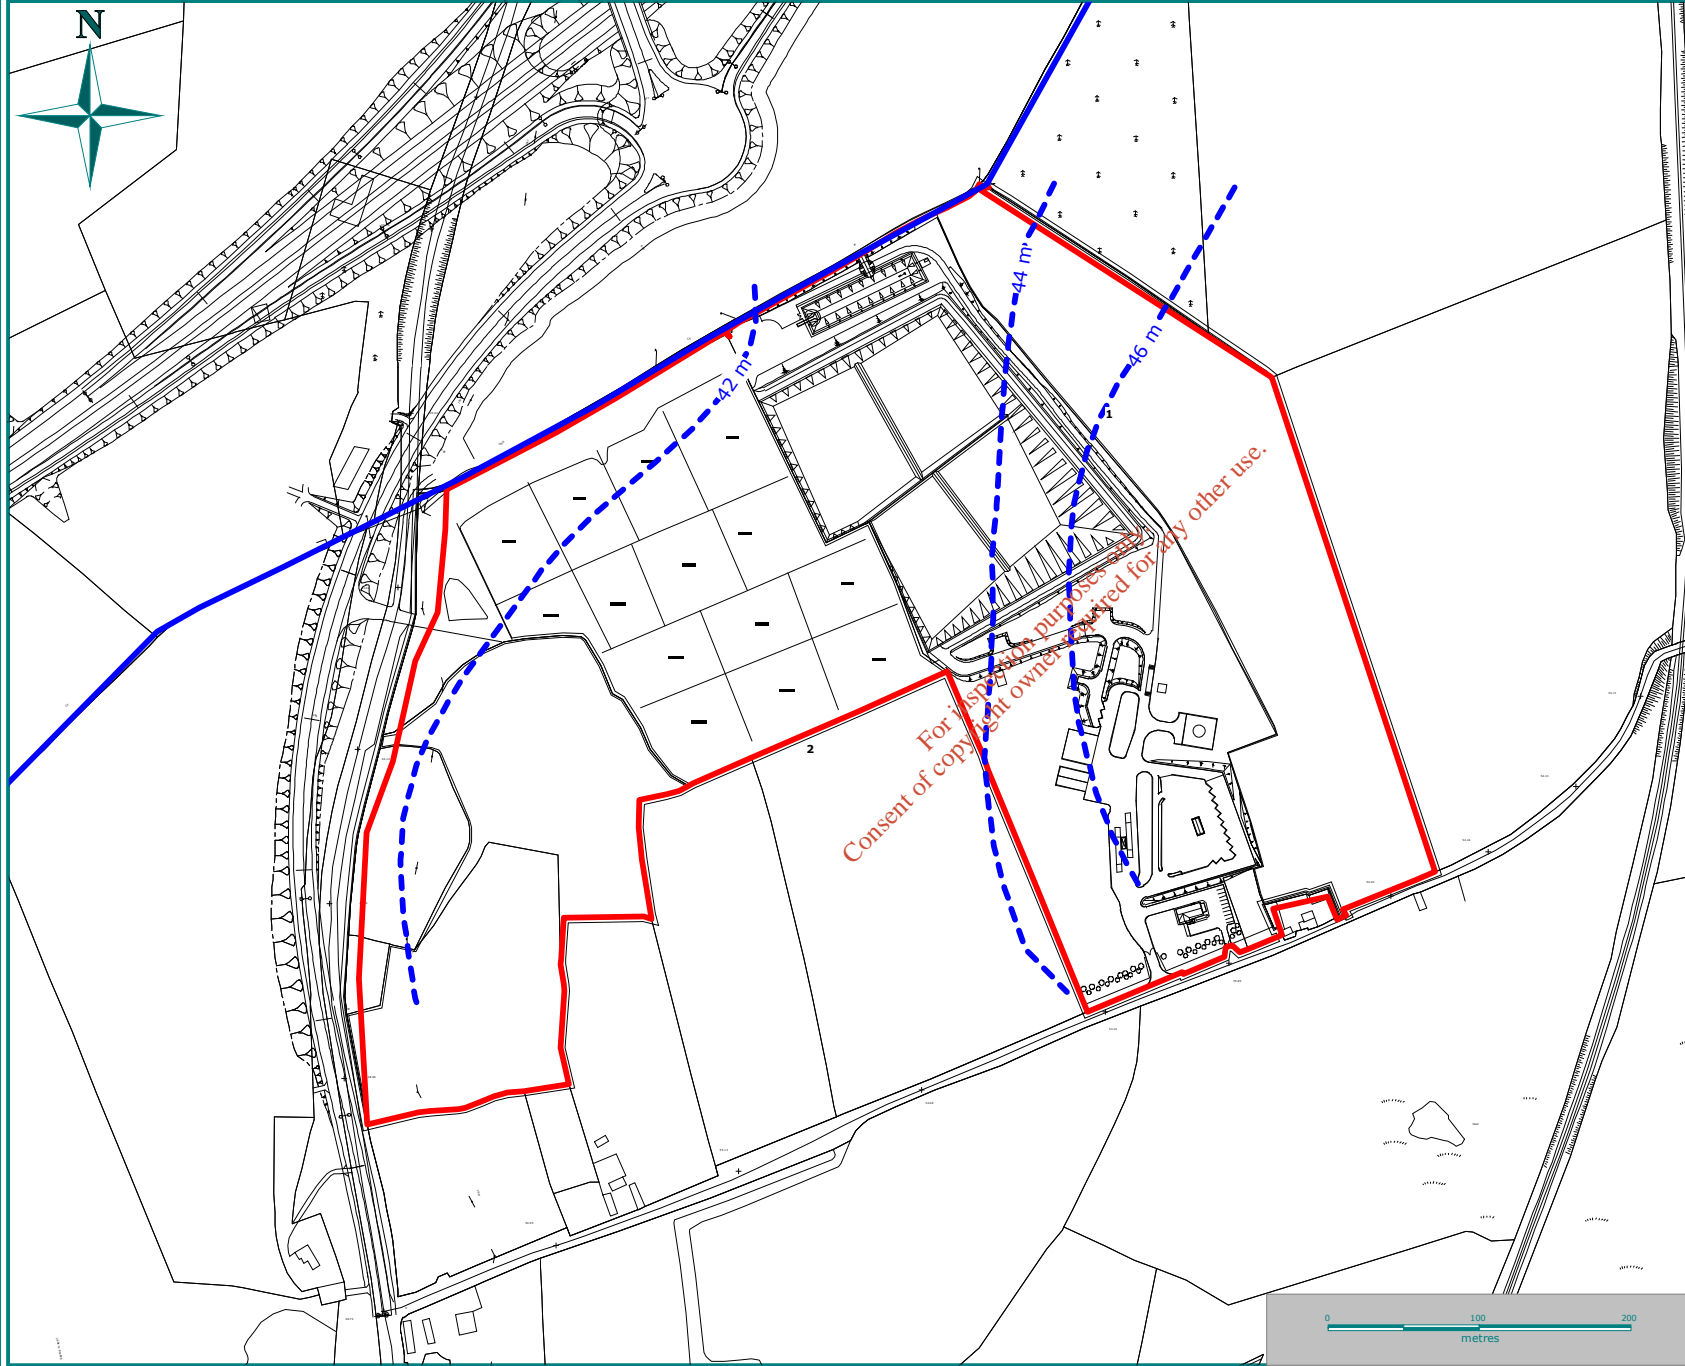 N
44 m
46 m
42 m
1
2
For inspection purposes only.
Consent of copyright owner required for any other use.
0 100 200
metres